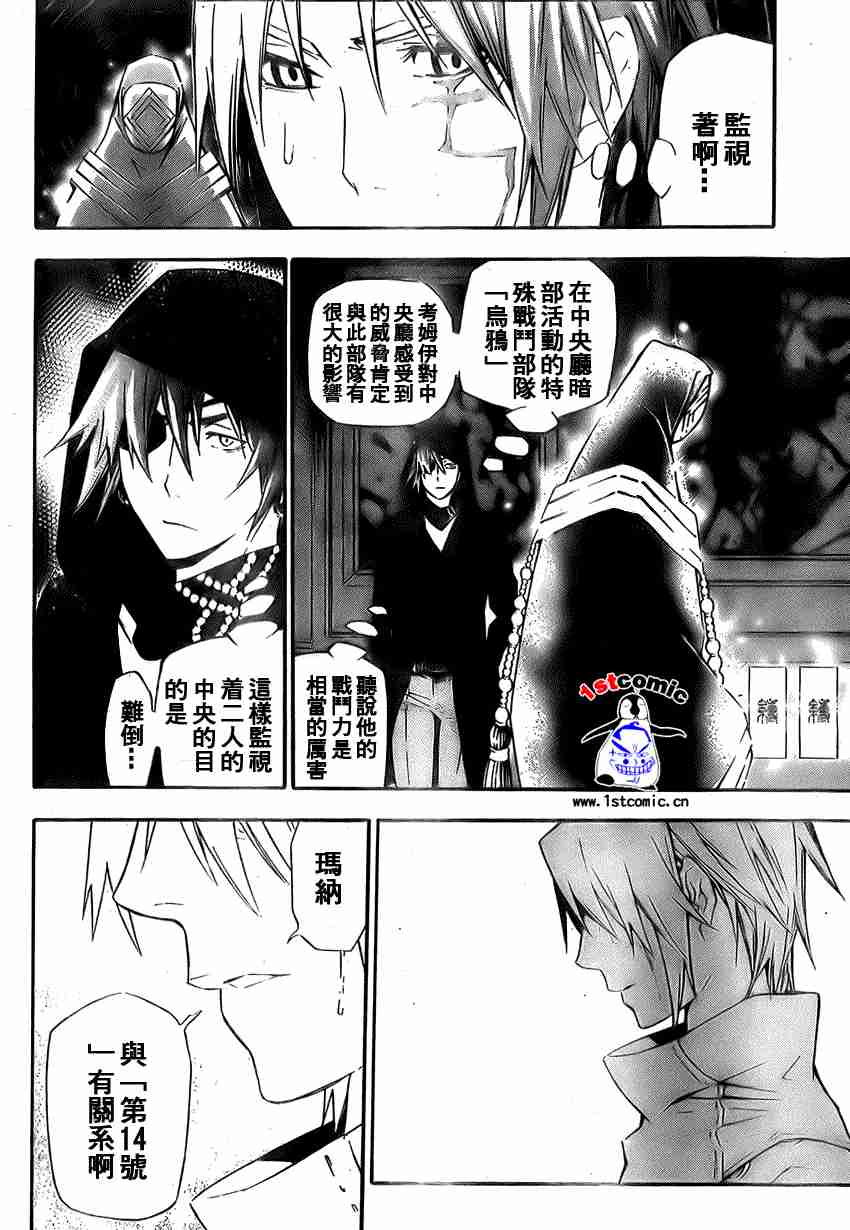 監視
著啊…
在中央廳暗
部活動的特
殊戰鬥部隊
「烏鴉」
考姆伊對中
央廳感受到
的威脅肯定
與此部隊有
很大的影響
聽說他的
戰鬥力是
相當的厲害
這樣監視
着二人的
中央的目
的是
難倒…
1stcomic
www.1stcomic.cn
瑪納
與「第14號
」有關系啊